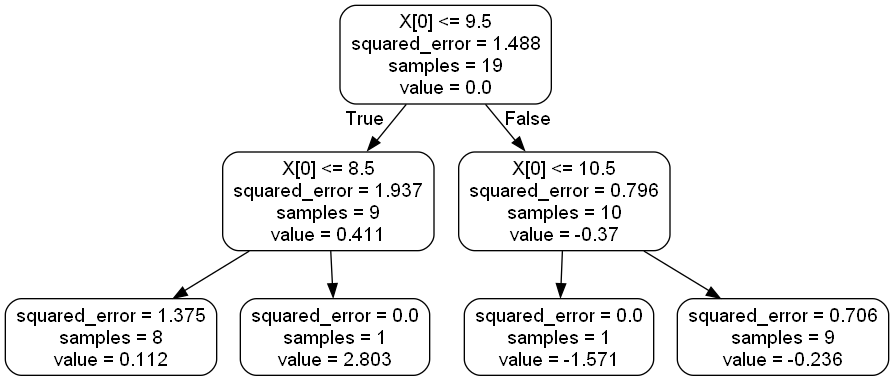 X[0] <= 9.5
squared_error = 1.488
samples = 19
value = 0.0
True
False
X[0] <= 8.5
squared_error = 1.937
samples = 9
value = 0.411
X[0] <= 10.5
squared_error = 0.796
samples = 10
value = -0.37
squared_error = 1.375
samples = 8
value = 0.112
squared_error = 0.0
samples = 1
value = 2.803
squared_error = 0.0
samples = 1
value = -1.571
squared_error = 0.706
samples = 9
value = -0.236